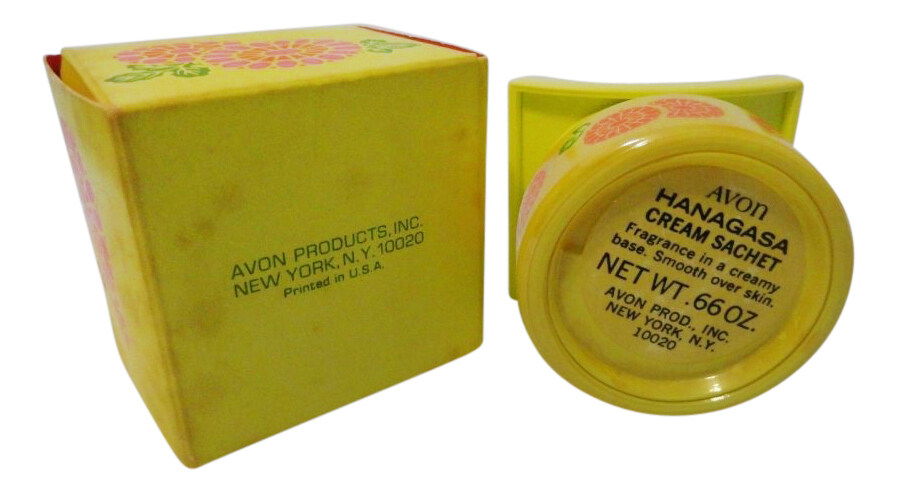 AVON PRODUCTS, INC.
NEW YORK, N.Y. 10020
Printed in U.S.A.
AVON
HANAGASA
CREAM SACHET
Fragrance in a creamy
base. Smooth over skin.
NET WT. .66 OZ.
AVON PROD., INC.
NEW YORK, N.Y.
10020